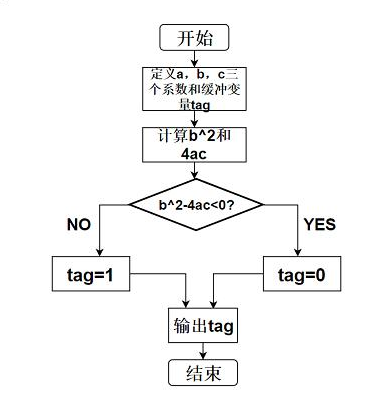 开始
定义a，b，c三
个系数和缓冲变
量tag
计算b^2和
4ac
b^2-4ac<0?
NO
YES
tag=1
tag=0
输出tag
结束